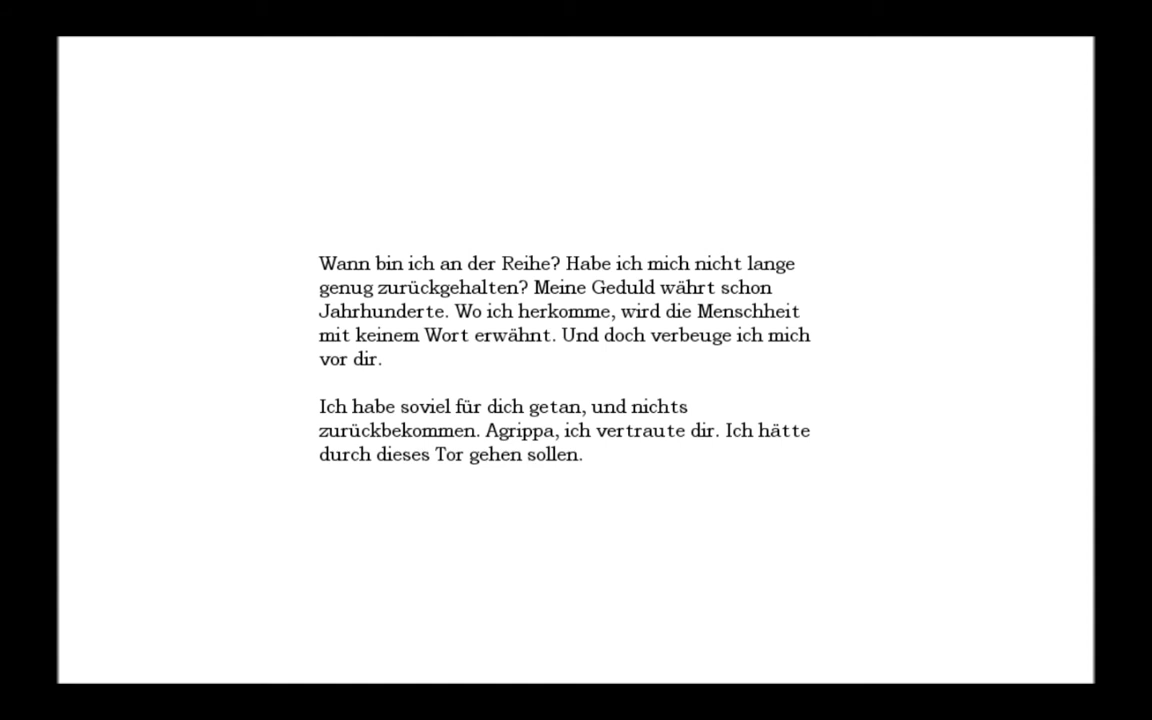 Wann bin ich an der Reihe? Habe ich mich nicht lange
genug zurückgehalten? Meine Geduld währt schon
Jahrhunderte. Wo ich herkomme, wird die Menschheit
mit keinem Wort erwähnt. Und doch verbeuge ich mich
vor dir.
Ich habe soviel für dich getan, und nichts
zurückbekommen. Agrippa, ich vertraute dir. Ich hätte
durch dieses Tor gehen sollen.